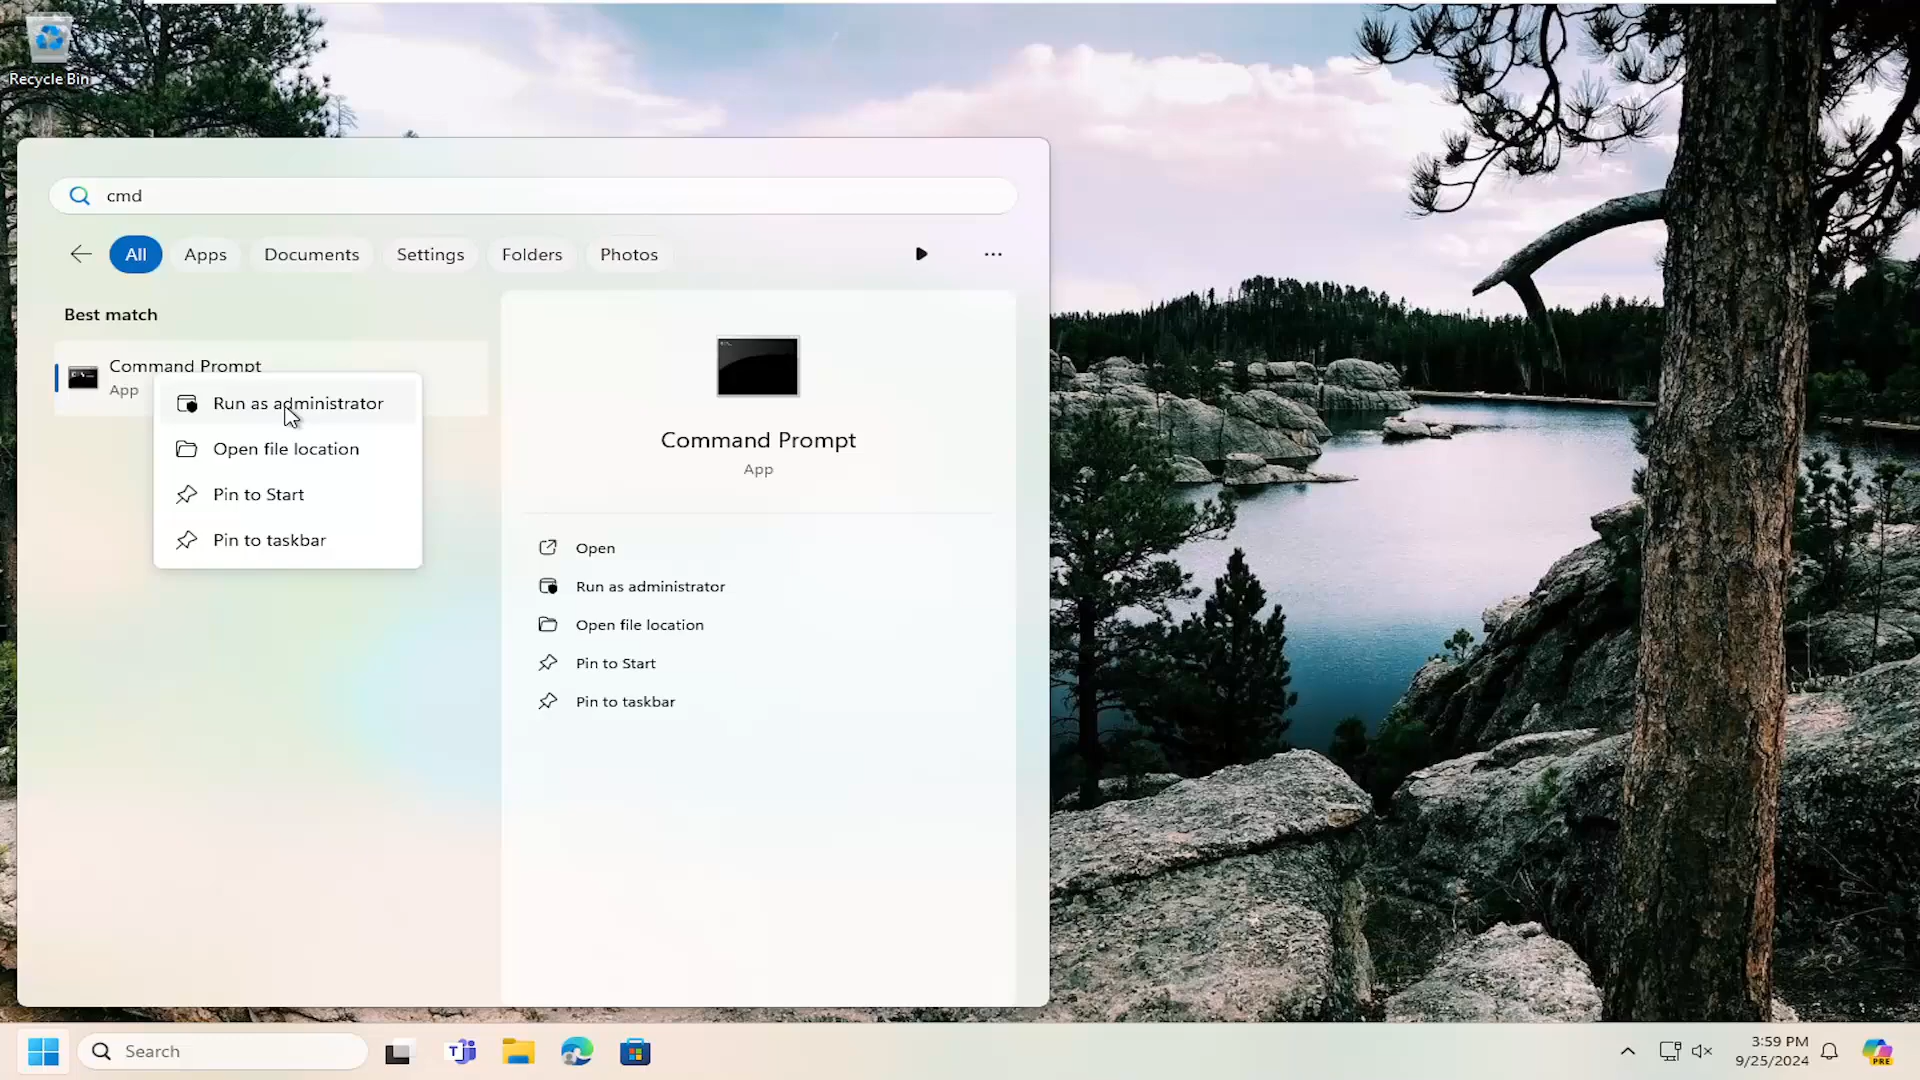 Recycle Bin
cmd
All
Apps
Documents
Settings
Folders
Photos
Best match
Command Prompt
App
Run as administrator
Open file location
Pin to Start
Pin to taskbar
Command Prompt
App
Open
Run as administrator
Open file location
Pin to Start
Pin to taskbar
Search
3:59 PM
9/25/2024
PRE